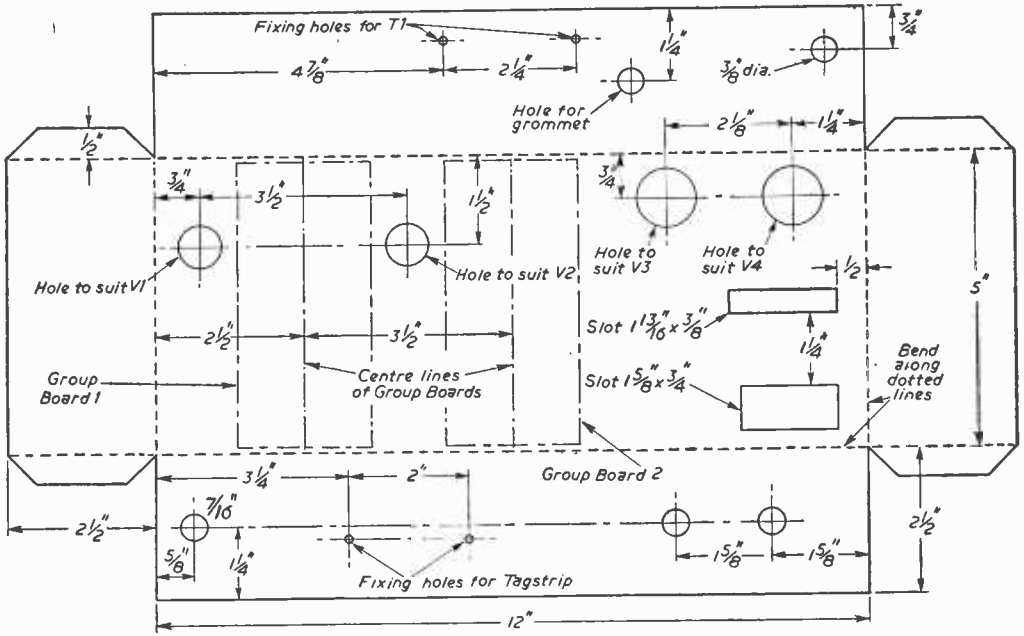 Fixing holes for T1
4 7/8"
2 1/4"
1 1/4"
3/4"
3/8" dia.
Hole for
grommet
2 1/8"
1 1/4"
1/2"
3/4"
3 1/2"
1 1/2"
3/4"
Hole to suit V1
Hole to suit V2
Hole to
suit V3
Hole to
suit V4
1/2
5"
2 1/2"
3 1/2"
Slot 1 13/16" x 3/8"
1 1/4"
Group
Board 1
Centre lines
of Group Boards
Slot 1 5/8" x 3/4"
Bend
along
dotted
lines
3 1/4"
2"
Group Board 2
2 1/2"
7/16"
5/8"
1 1/4"
1 5/8"
1 5/8"
2 1/2"
Fixing holes for Tagstrip
12"